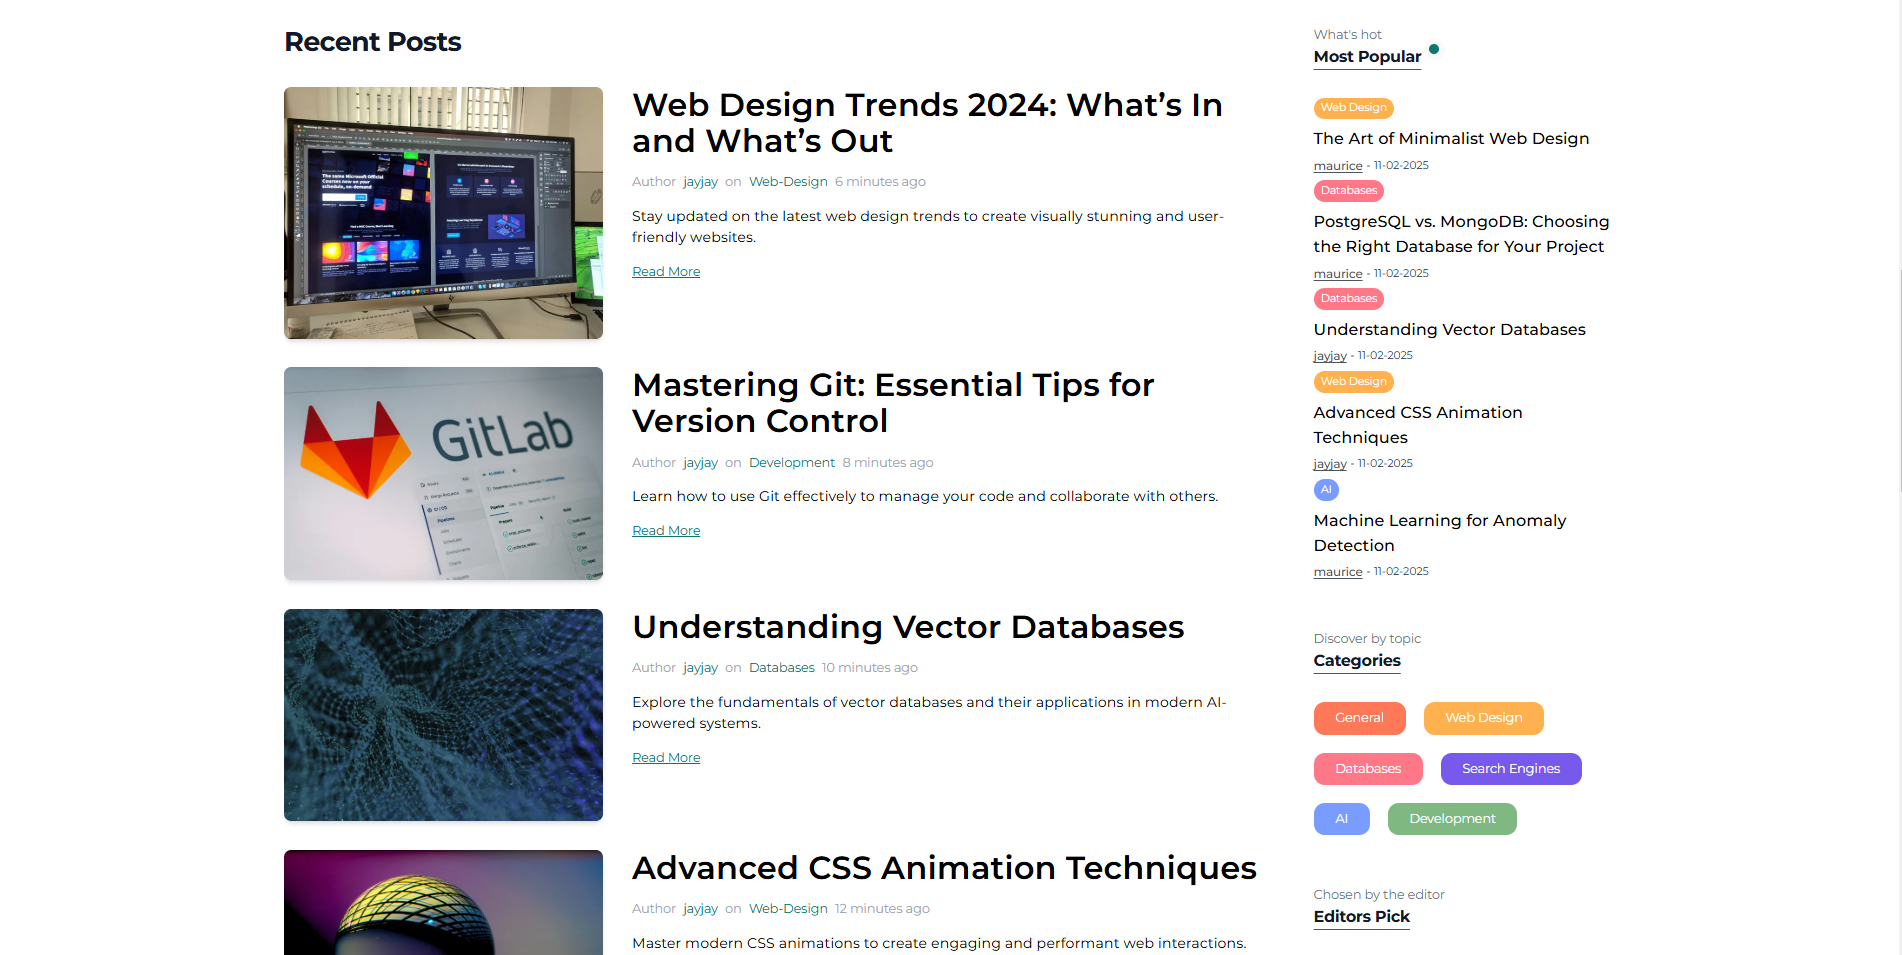 Recent Posts
Web Design Trends 2024: What's In
and What's Out
Author jayjay on Web-Design 6 minutes ago
Stay updated on the latest web design trends to create visually stunning and user-
friendly websites.
Read More
GitLab
Mastering Git: Essential Tips for
Version Control
Author jayjay on Development 8 minutes ago
Learn how to use Git effectively to manage your code and collaborate with others.
Read More
Understanding Vector Databases
Author jayjay on Databases 10 minutes ago
Explore the fundamentals of vector databases and their applications in modern AI-
powered systems.
Read More
Advanced CSS Animation Techniques
Author jayjay on Web-Design 12 minutes ago
Master modern CSS animations to create engaging and performant web interactions.
What's hot
Most Popular
Web Design
The Art of Minimalist Web Design
maurice - 11-02-2025
Databases
PostgreSQL vs. MongoDB: Choosing
the Right Database for Your Project
maurice - 11-02-2025
Databases
Understanding Vector Databases
jayjay - 11-02-2025
Web Design
Advanced CSS Animation
Techniques
jayjay - 11-02-2025
AI
Machine Learning for Anomaly
Detection
maurice - 11-02-2025
Discover by topic
Categories
General
Web Design
Databases
Search Engines
AI
Development
Chosen by the editor
Editors Pick